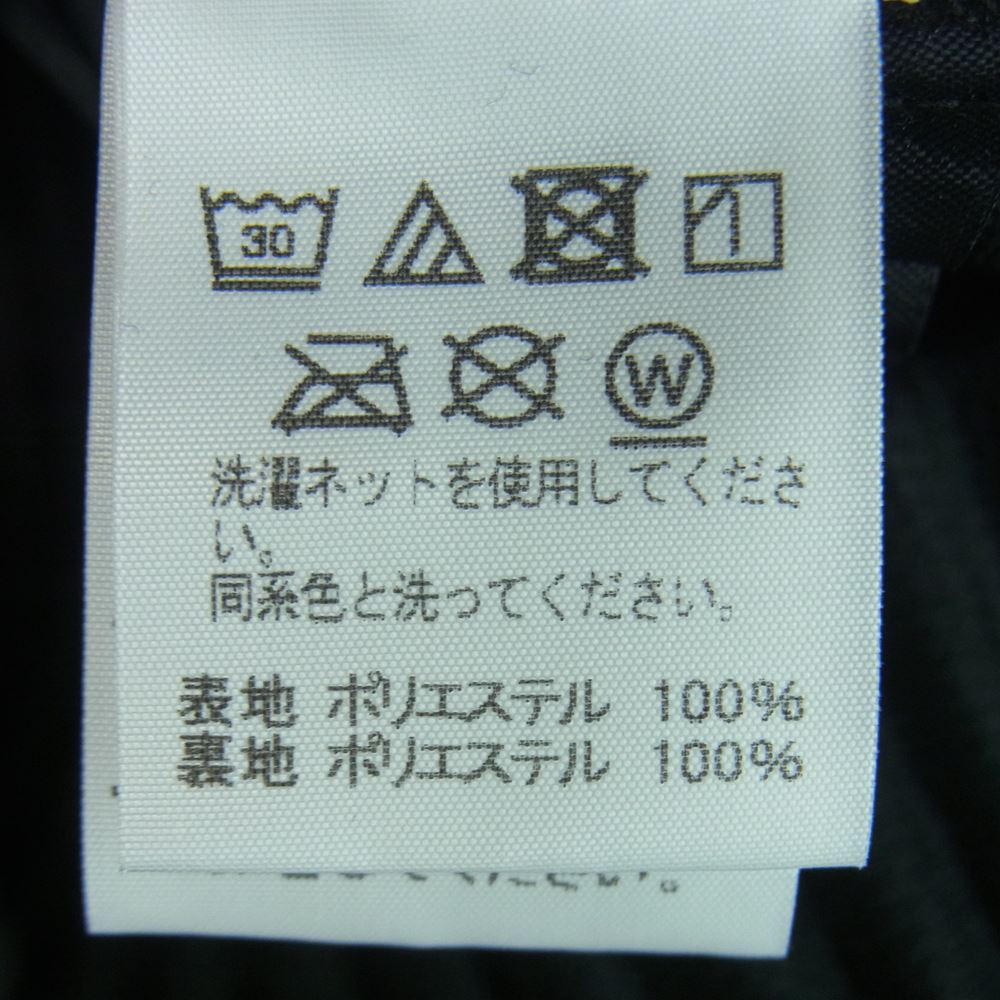 30
W
洗濯ネットを使用してくださ
い。
同系色と洗ってください。
表地 ポリエステル 100%
裏地 ポリエステル 100%